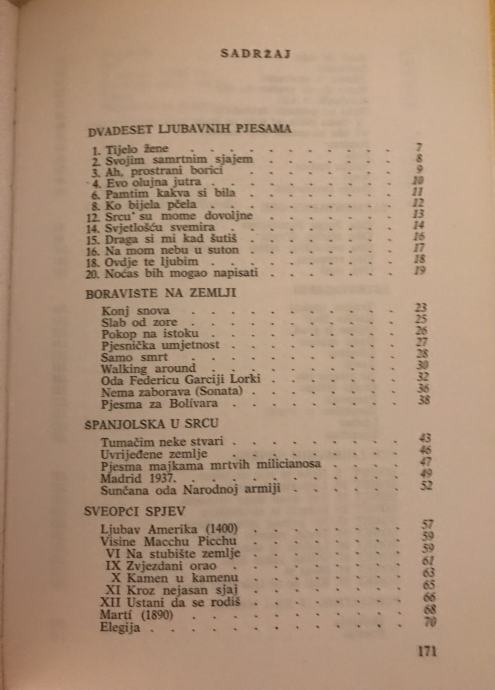 SADRŽAJ
DVADESET LJUBAVNIH PJESAMA
1. Tijelo žene . . . . . . . . . . 7
2. Svojim samrtnim sjajem . . . . . . . 8
3. Ah, prostrani borici . . . . . . . . 9
4. Evo olujna jutra . . . . . . . . . 10
6. Pamtim kakva si bila . . . . . . . . 11
8. Ko bijela pčela . . . . . . . . . 12
12. Srcu su mome dovoljne . . . . . . . 13
14. Svjetlošću svemira . . . . . . . . 14
15. Draga si mi kad šutiš . . . . . . . 16
16. Na mom nebu u suton . . . . . . . 17
18. Ovdje te ljubim . . . . . . . . . 18
20. Noćas bih mogao napisati . . . . . . 19
BORAVIŠTE NA ZEMLJI
Konj snova . . . . . . . . . . 23
Slab od zore . . . . . . . . . . 25
Pokop na istoku . . . . . . . . . 26
Pjesnička umjetnost . . . . . . . . 27
Samo smrt . . . . . . . . . . 28
Walking around . . . . . . . . . 30
Oda Federicu Garciji Lorki . . . . . . . 32
Nema zaborava (Sonata) . . . . . . . 36
Pjesma za Bolívara . . . . . . . . 38
ŠPANJOLSKA U SRCU
Tumačim neke stvari . . . . . . . . 43
Uvrijeđene zemlje . . . . . . . . 46
Pjesma majkama mrtvih milicianosa . . . . 47
Madrid 1937. . . . . . . . . . 49
Sunčana oda Narodnoj armiji . . . . . . 52
SVEOPĆI SPJEV
Ljubav Amerika (1400) . . . . . . . 57
Visine Macchu Picchu . . . . . . . 59
VI Na stubište zemlje . . . . . . . 59
IX Zvjezdani orao . . . . . . . . 61
X Kamen u kamenu . . . . . . . 63
XI Kroz nejasan sjaj . . . . . . . 65
XII Ustani da se rodiš . . . . . . . 66
Martí (1890) . . . . . . . . . 68
Elegija . . . . . . . . . . . 70
171